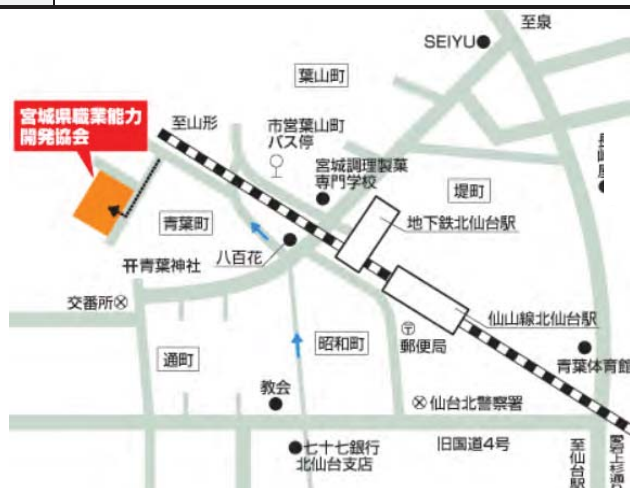 至泉
SEIYU
葉山町
宮城県職業能力
開発協会
至山形
市営葉山町
バス停
宮城調理製菓
専門学校
堤町
地下鉄北仙台駅
青葉町
八百花
青葉神社
交番所
仙山線北仙台駅
〒
郵便局
昭和町
通町
青葉体育館
教会
仙台北警察署
七十七銀行
北仙台支店
旧国道4号
至仙台駅